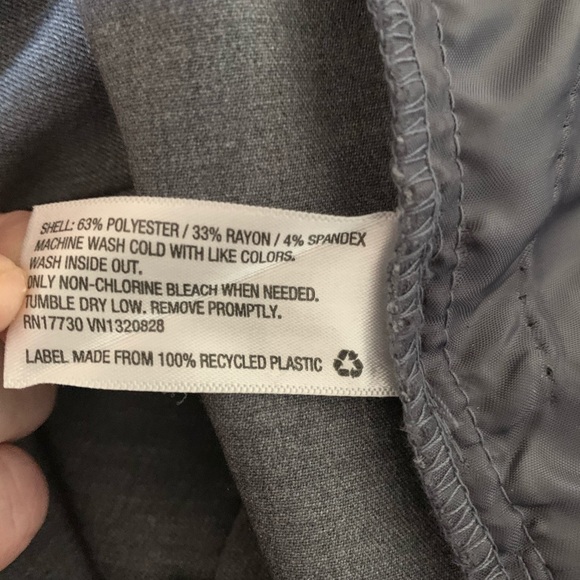 SHELL: 63% POLYESTER / 33% RAYON / 4% SPANDEX
MACHINE WASH COLD WITH LIKE COLORS.
WASH INSIDE OUT.
ONLY NON-CHLORINE BLEACH WHEN NEEDED.
TUMBLE DRY LOW. REMOVE PROMPTLY.
RN17730 VN1320828
LABEL MADE FROM 100% RECYCLED PLASTIC